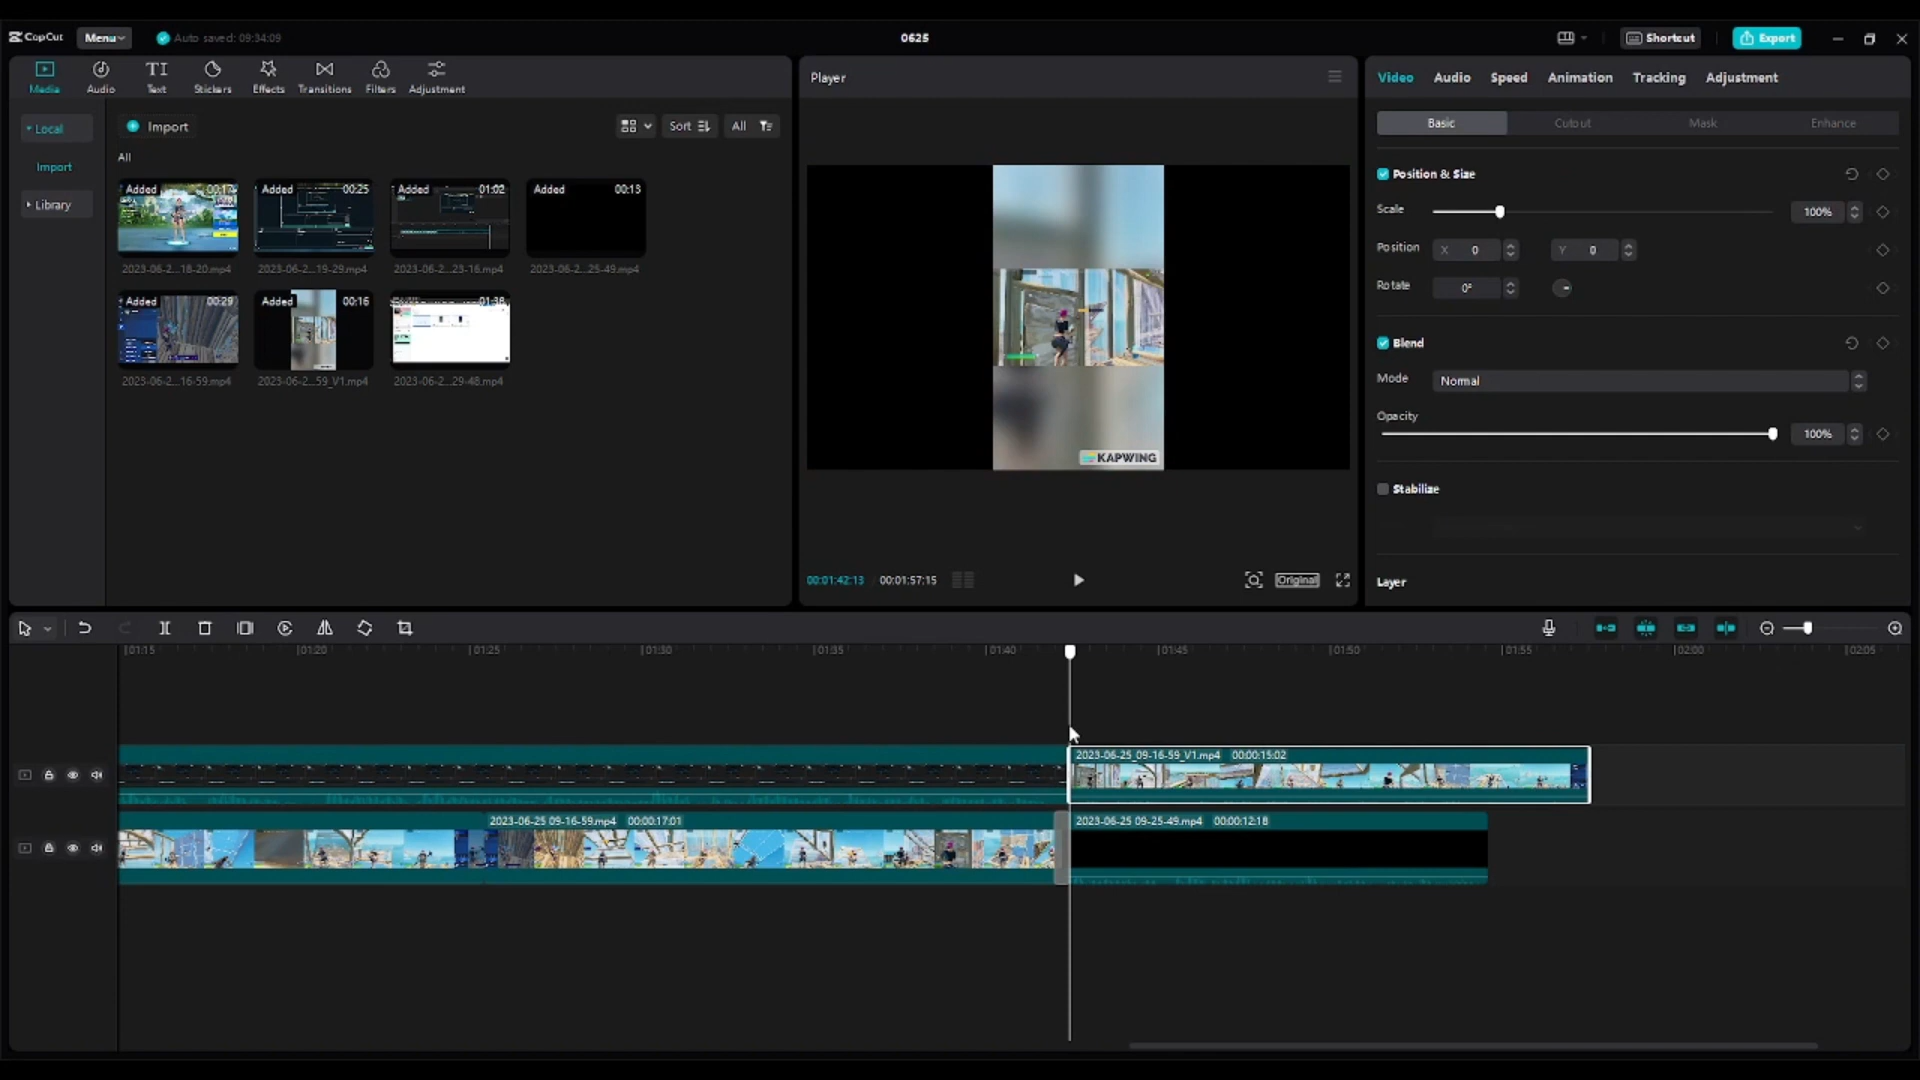 CapCut
Menu
Auto saved: 09:34:09
0625
Shortcut
Export
Media
Audio
Text
Stickers
Effects
Transitions
Filters
Adjustment
Local
Import
Library
Import
Sort
All
All
Added 00:17
2023-06-2...18-20.mp4
Added 00:25
2023-06-2...19-29.mp4
Added 01:02
2023-06-2...23-16.mp4
Added 00:13
2023-06-2...25-49.mp4
Added 00:29
2023-06-2...16-59.mp4
Added 00:16
2023-06-2...59_V1.mp4
Added 01:38
2023-06-2...29-48.mp4
Player
KAPWING
00:01:42:13 / 00:01:57:15
Original
Video
Audio
Speed
Animation
Tracking
Adjustment
Basic
Cutout
Mask
Enhance
Position & Size
Scale
100%
Position
X 0
Y 0
Rotate
0°
Blend
Mode
Normal
Opacity
100%
Stabilize
Layer
01:15
01:20
01:25
01:30
01:35
01:40
01:45
01:50
01:55
02:00
02:05
2023-06-25_09-16-59_V1.mp4 00:00:15:02
2023-06-25 09-16-59.mp4 00:00:17:01
2023-06-25 09-25-49.mp4 00:00:12:18